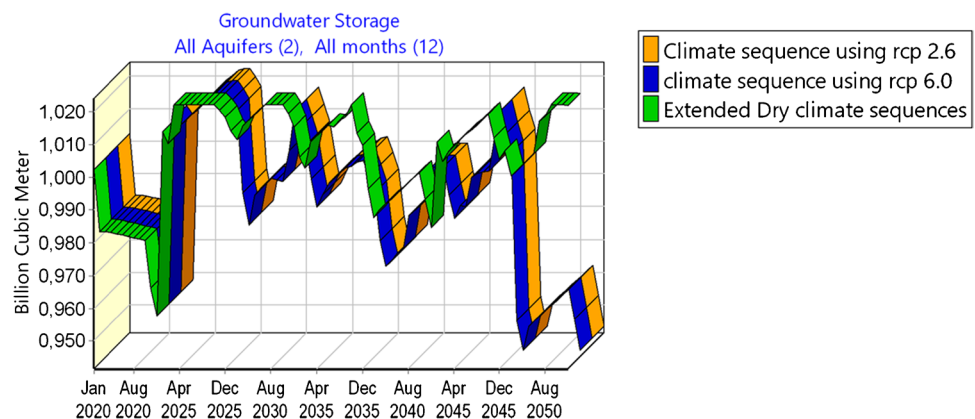 Groundwater Storage
All Aquifers (2),  All months (12)
Climate sequence using rcp 2.6
climate sequence using rcp 6.0
Extended Dry climate sequences
Billion Cubic Meter
1,020
1,010
1,000
0,990
0,980
0,970
0,960
0,950
Jan Aug Apr Dec Aug Apr Dec Aug Apr Dec Aug
2020 2020 2025 2025 2030 2035 2035 2040 2045 2045 2050